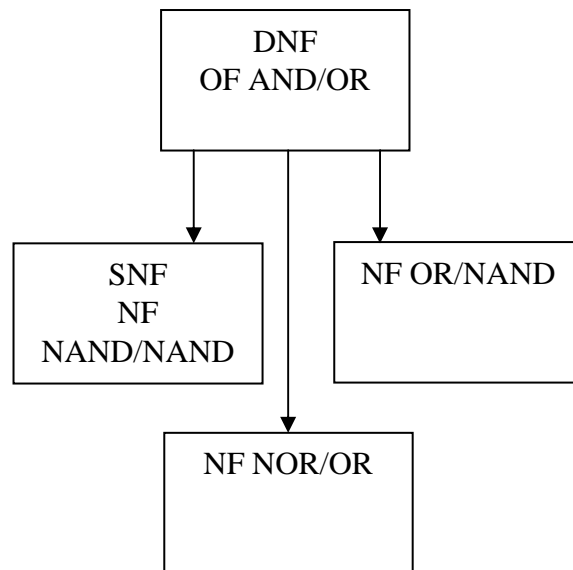 DNF
OF AND/OR
SNF
NF
NAND/NAND
NF OR/NAND
NF NOR/OR